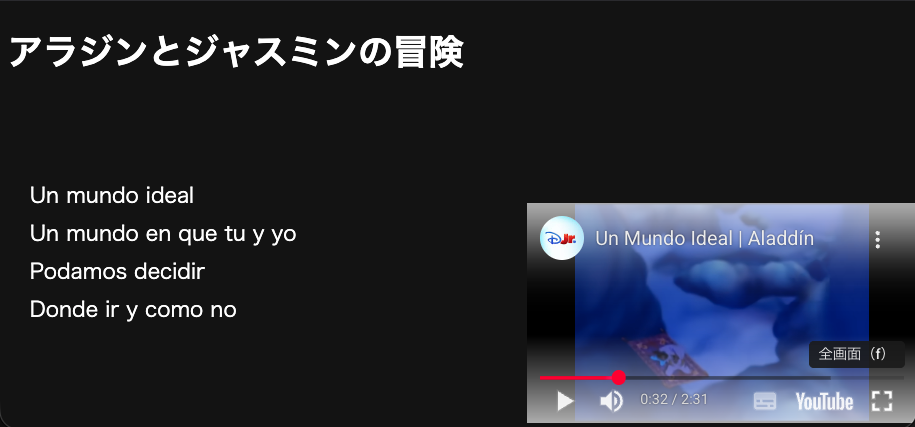 アラジンとジャスミンの冒険
Un mundo ideal
Un mundo en que tu y yo
Podamos decidir
Donde ir y como no
D Jr.
Un Mundo Ideal | Aladdín
全画面（f）
0:32 / 2:31
YouTube